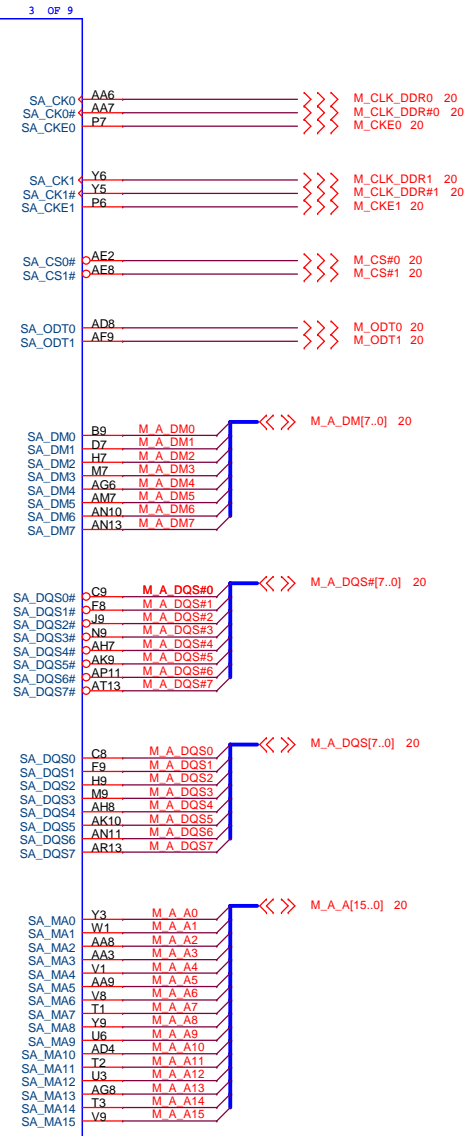 3 OF 9
SA_CK0 AA6 M_CLK_DDR0 20
SA_CK0# AA7 M_CLK_DDR#0 20
SA_CKE0 P7 M_CKE0 20
SA_CK1 Y6 M_CLK_DDR1 20
SA_CK1# Y5 M_CLK_DDR#1 20
SA_CKE1 P6 M_CKE1 20
SA_CS0# AE2 M_CS#0 20
SA_CS1# AE8 M_CS#1 20
SA_ODT0 AD8 M_ODT0 20
SA_ODT1 AF9 M_ODT1 20
M_A_DM[7..0] 20
SA_DM0 B9 M_A_DM0
SA_DM1 D7 M_A_DM1
SA_DM2 H7 M_A_DM2
SA_DM3 M7 M_A_DM3
SA_DM4 AG6 M_A_DM4
SA_DM5 AM7 M_A_DM5
SA_DM6 AN10 M_A_DM6
SA_DM7 AN13 M_A_DM7
M_A_DQS#[7..0] 20
SA_DQS0# C9 M_A_DQS#0
SA_DQS1# F8 M_A_DQS#1
SA_DQS2# J9 M_A_DQS#2
SA_DQS3# N9 M_A_DQS#3
SA_DQS4# AH7 M_A_DQS#4
SA_DQS5# AK9 M_A_DQS#5
SA_DQS6# AP11 M_A_DQS#6
SA_DQS7# AT13 M_A_DQS#7
M_A_DQS[7..0] 20
SA_DQS0 C8 M_A_DQS0
SA_DQS1 F9 M_A_DQS1
SA_DQS2 H9 M_A_DQS2
SA_DQS3 M9 M_A_DQS3
SA_DQS4 AH8 M_A_DQS4
SA_DQS5 AK10 M_A_DQS5
SA_DQS6 AN11 M_A_DQS6
SA_DQS7 AR13 M_A_DQS7
M_A_A[15..0] 20
SA_MA0 Y3 M_A_A0
SA_MA1 W1 M_A_A1
SA_MA2 AA8 M_A_A2
SA_MA3 AA3 M_A_A3
SA_MA4 V1 M_A_A4
SA_MA5 AA9 M_A_A5
SA_MA6 V8 M_A_A6
SA_MA7 T1 M_A_A7
SA_MA8 Y9 M_A_A8
SA_MA9 U6 M_A_A9
SA_MA10 AD4 M_A_A10
SA_MA11 T2 M_A_A11
SA_MA12 U3 M_A_A12
SA_MA13 AG8 M_A_A13
SA_MA14 T3 M_A_A14
SA_MA15 V9 M_A_A15